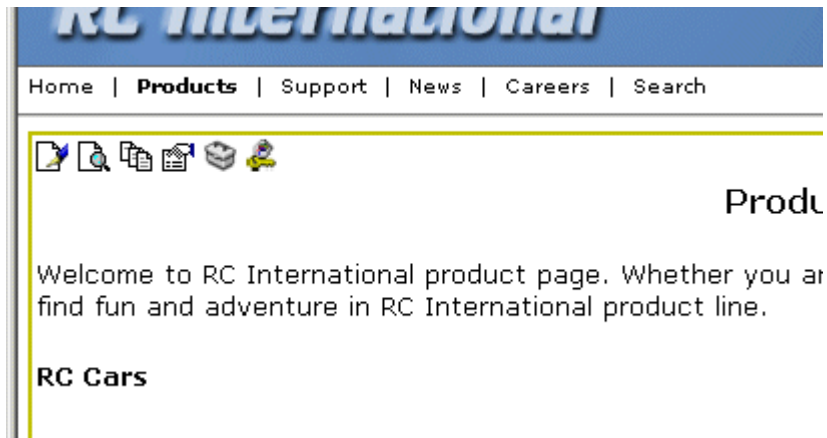 RC International
Home | Products | Support | News | Careers | Search
Produ
Welcome to RC International product page. Whether you ar
find fun and adventure in RC International product line.
RC Cars